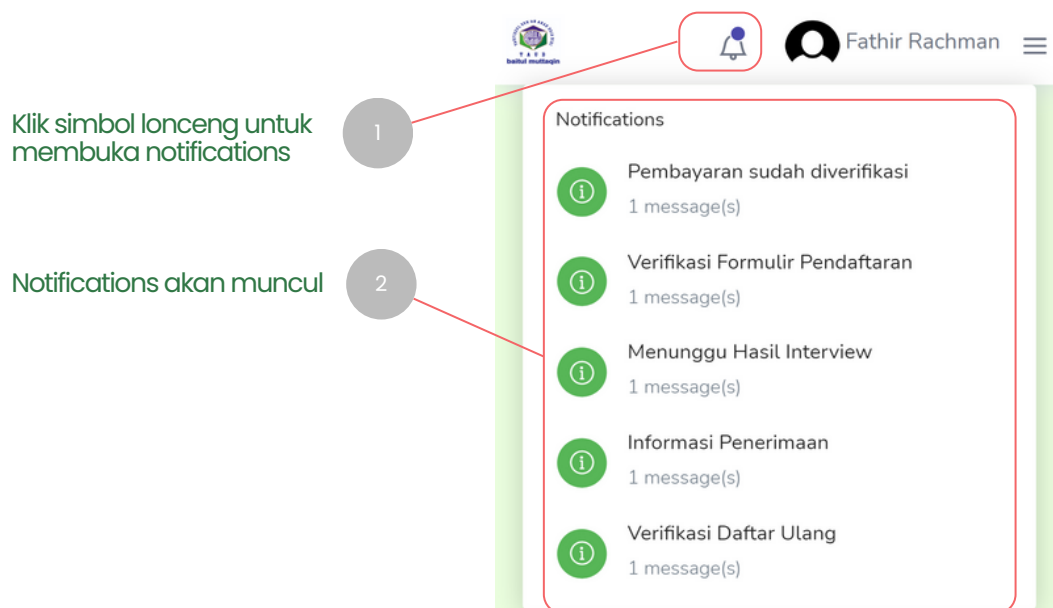 baitul muttaqin
Fathir Rachman
Klik simbol lonceng untuk
membuka notifications
1
Notifications akan muncul
2
Notifications
Pembayaran sudah diverifikasi
1 message(s)
Verifikasi Formulir Pendaftaran
1 message(s)
Menunggu Hasil Interview
1 message(s)
Informasi Penerimaan
1 message(s)
Verifikasi Daftar Ulang
1 message(s)